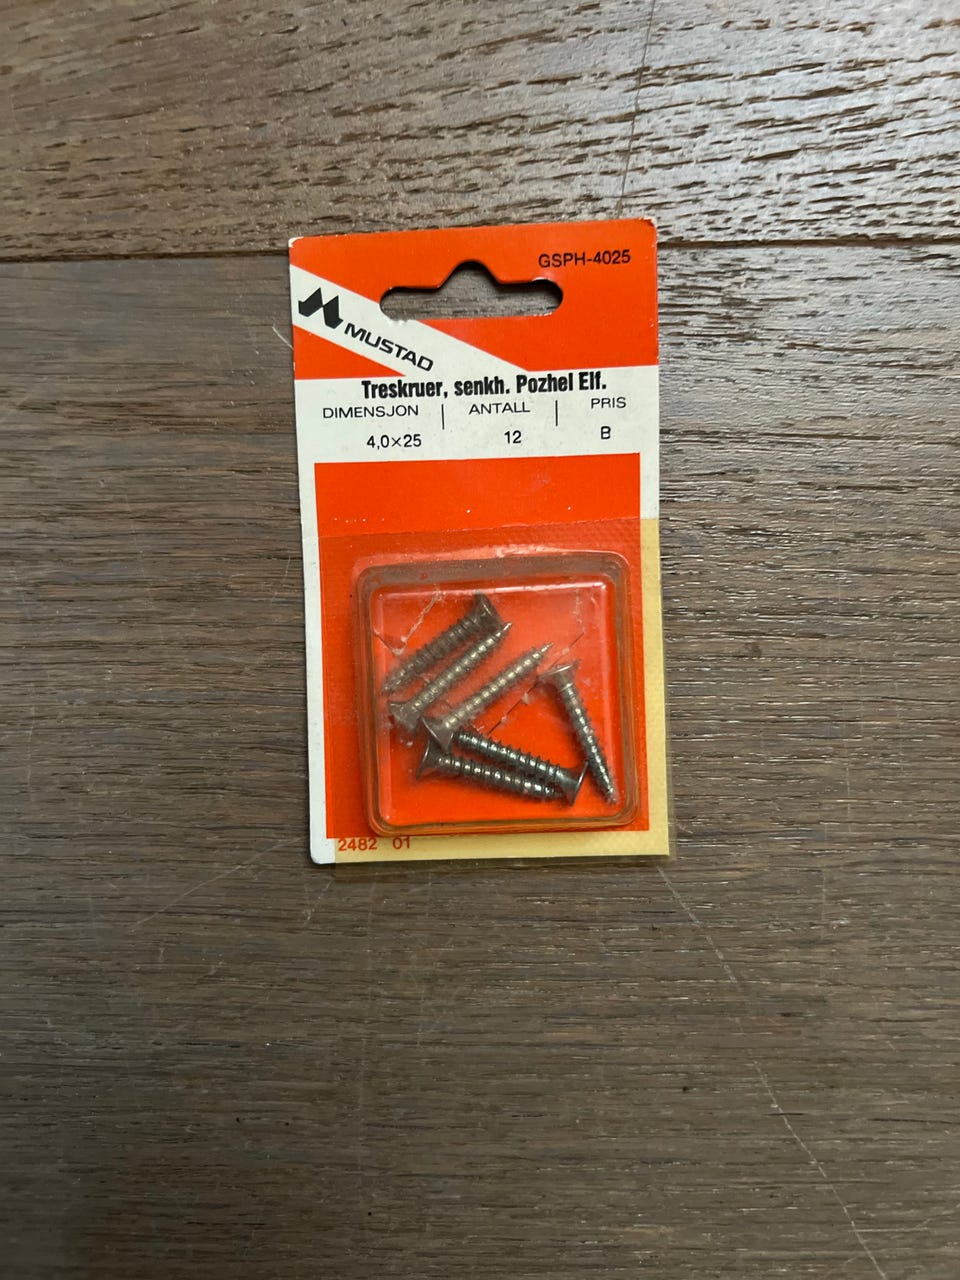 GSPH-4025
MUSTAD
Treskruer, senkh. Pozhel Elf.
DIMENSJON ANTALL PRIS
4,0×25 12 B
2482 01